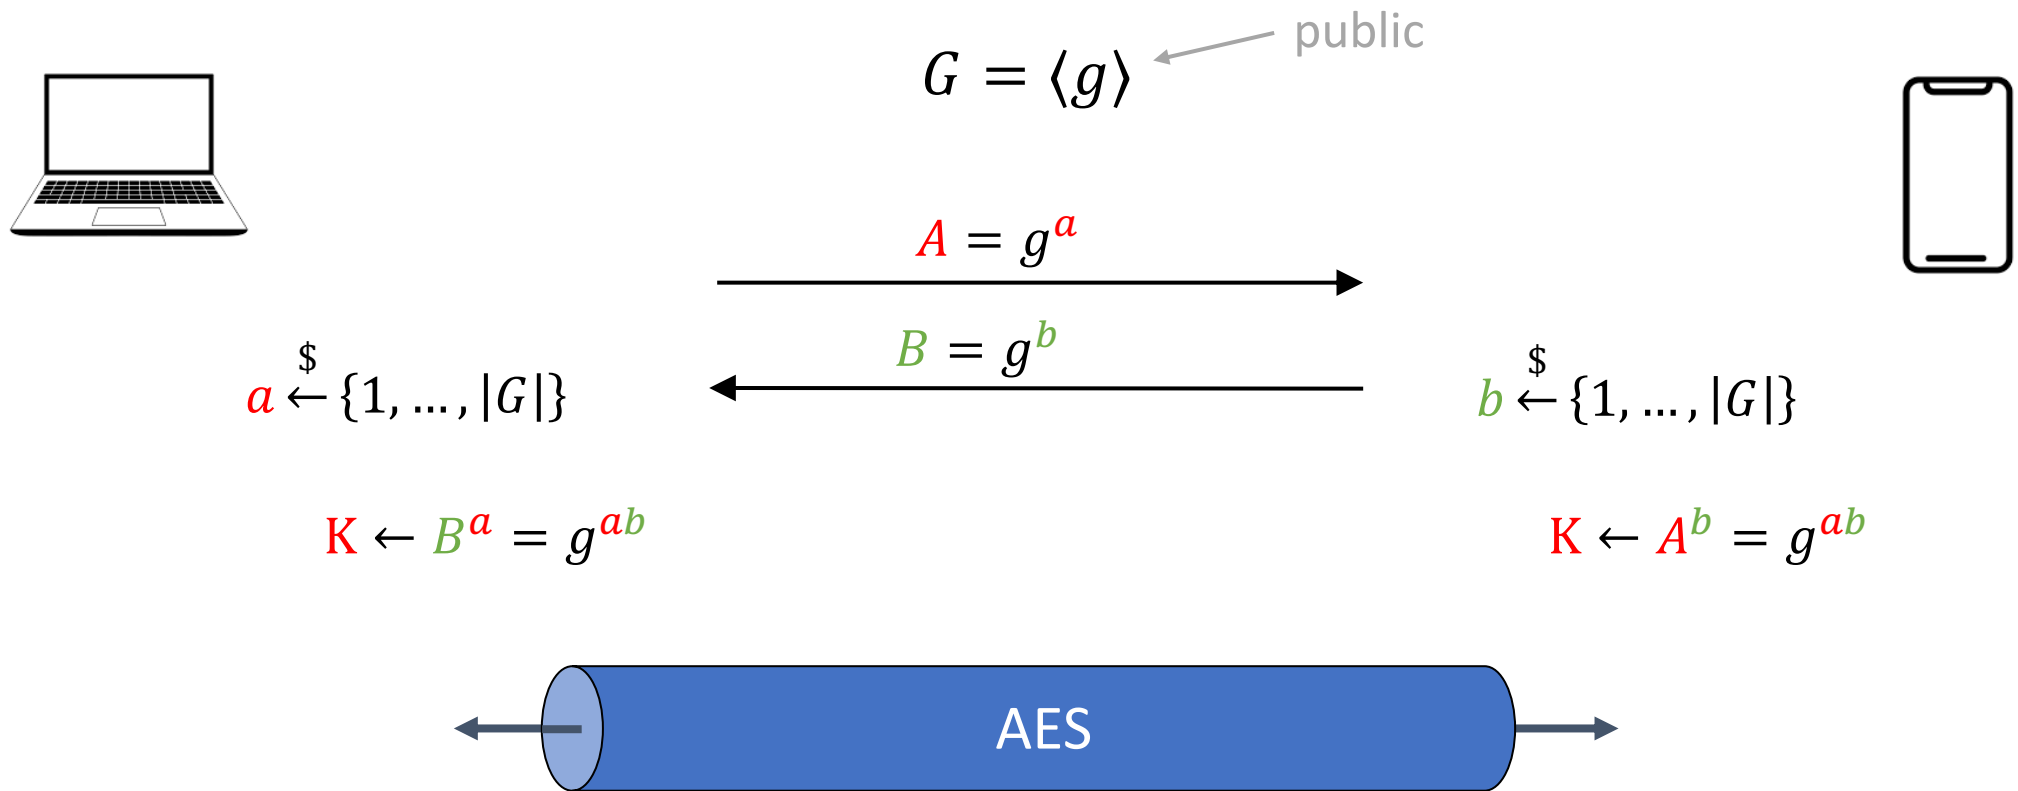 public
G = ⟨g⟩
A = g^a
B = g^b
a ←$ {1, … , |G|}
b ←$ {1, … , |G|}
K ← B^a = g^{ab}
K ← A^b = g^{ab}
AES